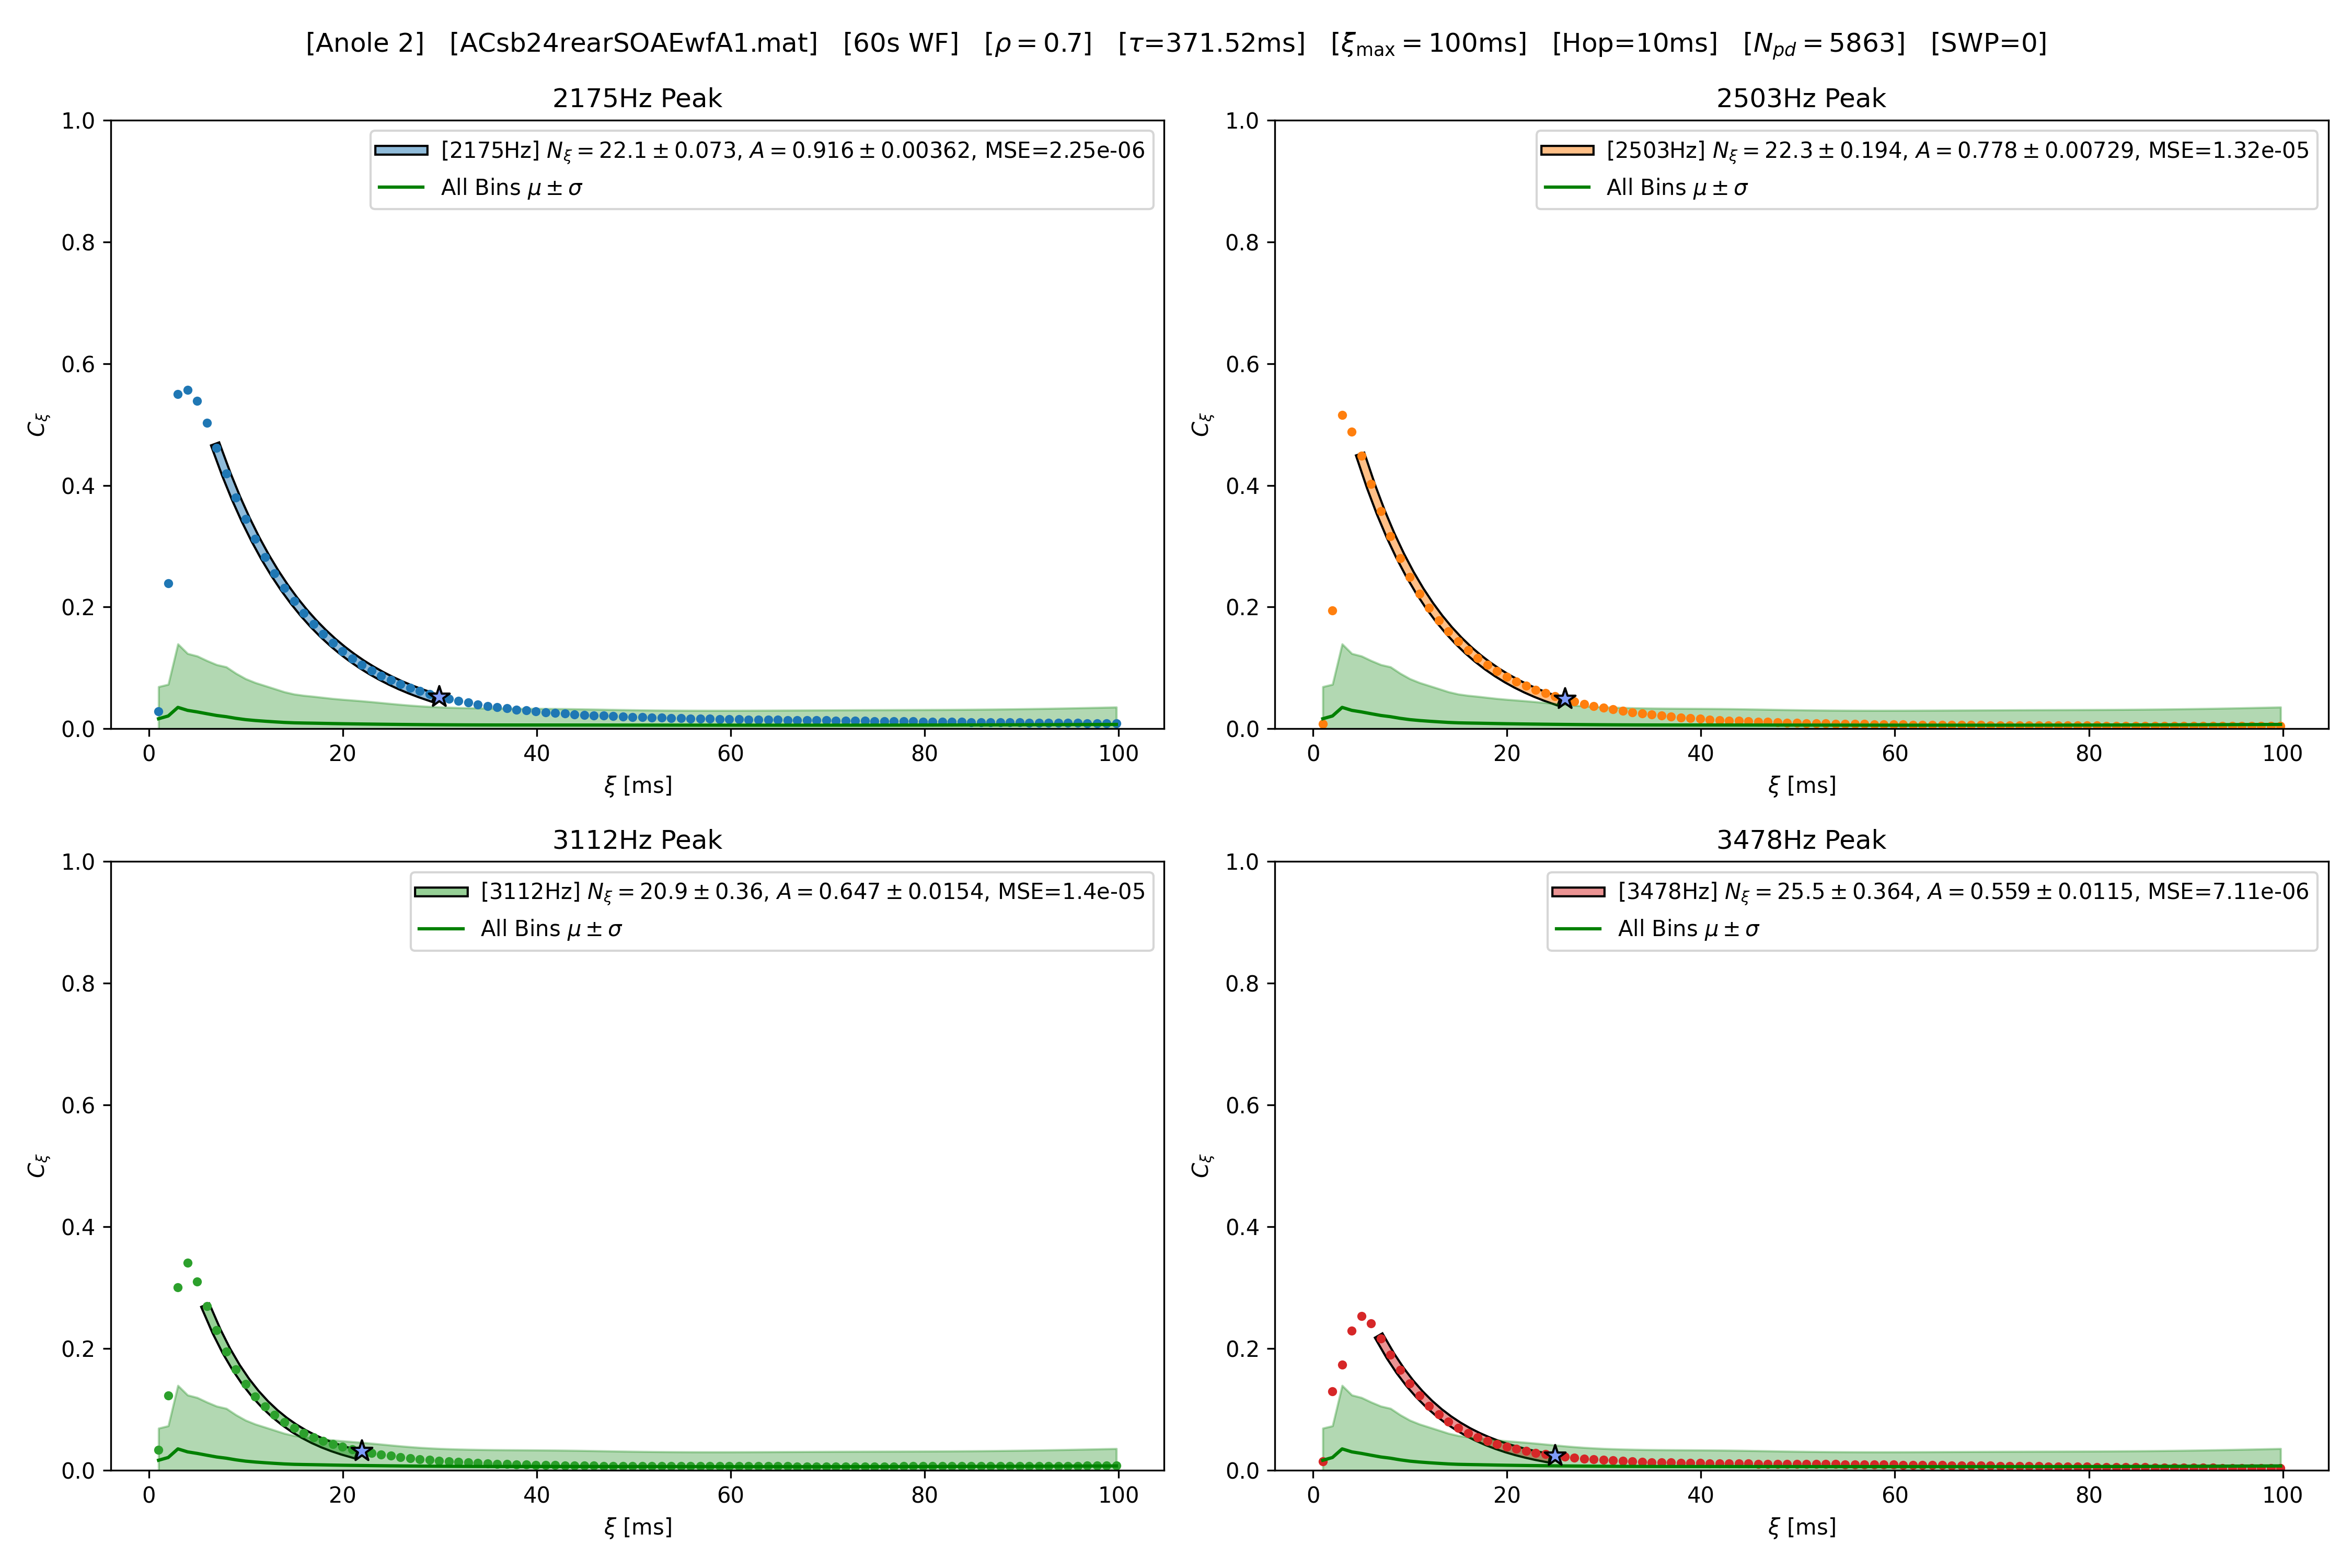 [Anole 2] [ACsb24rearSOAEwfA1.mat] [60s WF] [ρ = 0.7] [τ=371.52ms] [ξmax = 100ms] [Hop=10ms] [Npd = 5863] [SWP=0]
2175Hz Peak
[2175Hz] Nξ = 22.1 ± 0.073, A = 0.916 ± 0.00362, MSE=2.25e-06
All Bins μ ± σ
1.0
0.8
0.6
0.4
0.2
0.0
Cξ
0 20 40 60 80 100
ξ [ms]
2503Hz Peak
[2503Hz] Nξ = 22.3 ± 0.194, A = 0.778 ± 0.00729, MSE=1.32e-05
All Bins μ ± σ
1.0
0.8
0.6
0.4
0.2
0.0
Cξ
0 20 40 60 80 100
ξ [ms]
3112Hz Peak
[3112Hz] Nξ = 20.9 ± 0.36, A = 0.647 ± 0.0154, MSE=1.4e-05
All Bins μ ± σ
1.0
0.8
0.6
0.4
0.2
0.0
Cξ
0 20 40 60 80 100
ξ [ms]
3478Hz Peak
[3478Hz] Nξ = 25.5 ± 0.364, A = 0.559 ± 0.0115, MSE=7.11e-06
All Bins μ ± σ
1.0
0.8
0.6
0.4
0.2
0.0
Cξ
0 20 40 60 80 100
ξ [ms]